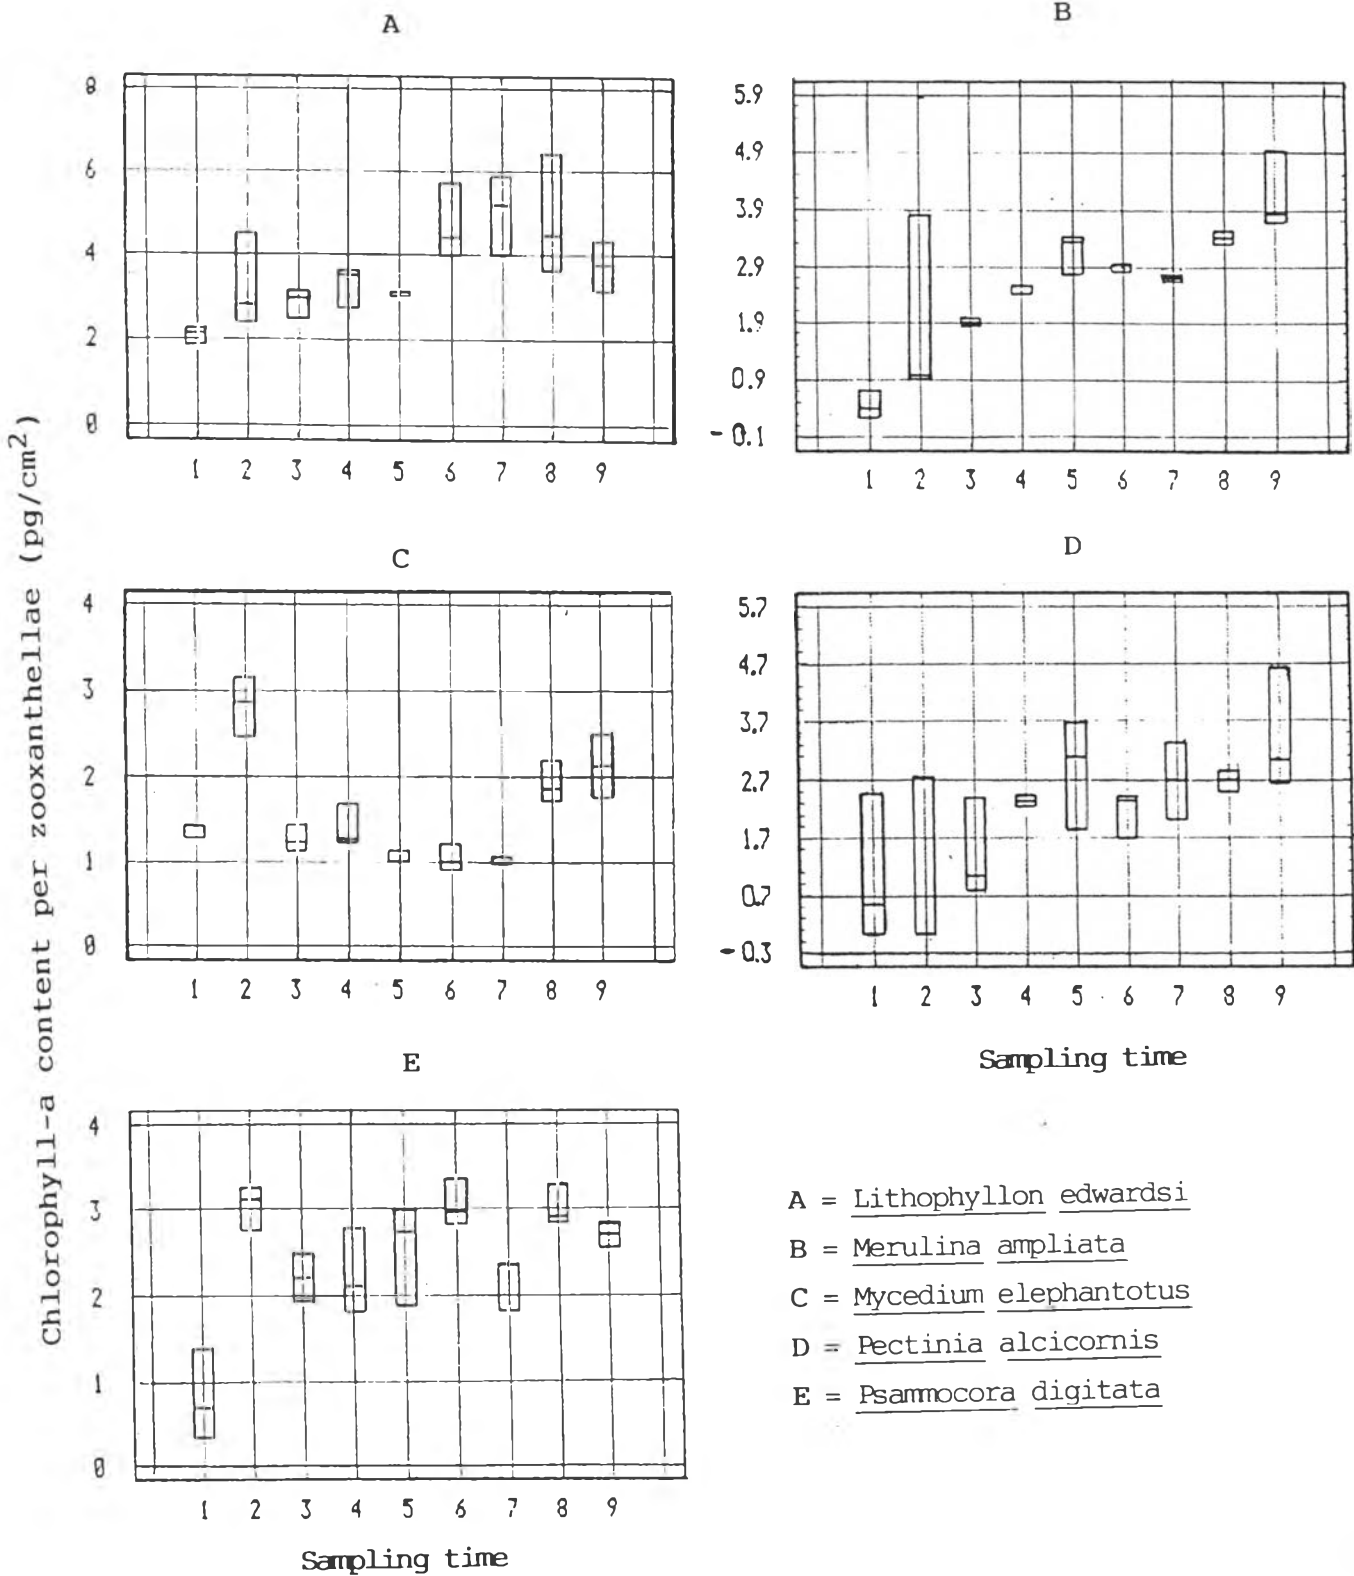 A
8
6
4
2
0
1 2 3 4 5 6 7 8 9
B
5.9
4.9
3.9
2.9
1.9
0.9
-0.1
1 2 3 4 5 6 7 8 9
Chlorophyll-a content per zooxanthellae (pg/cm²)
C
4
3
2
1
0
1 2 3 4 5 6 7 8 9
D
5.7
4.7
3.7
2.7
1.7
0.7
-0.3
1 2 3 4 5 6 7 8 9
Sampling time
E
4
3
2
1
0
1 2 3 4 5 6 7 8 9
Sampling time
A = Lithophyllon edwardsi
B = Merulina ampliata
C = Mycedium elephantotus
D = Pectinia alcicornis
E = Psammocora digitata